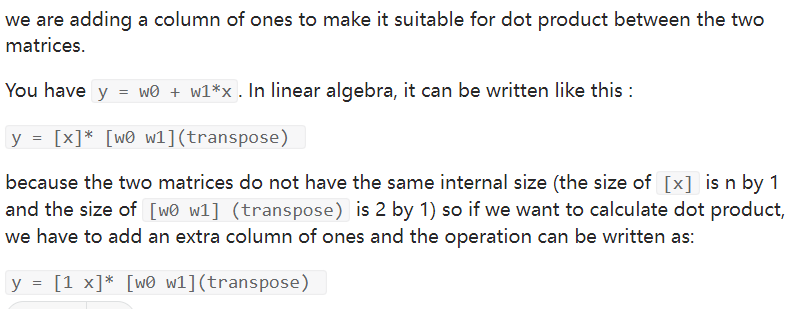 we are adding a column of ones to make it suitable for dot product between the two
matrices.
You have y = w0 + w1*x . In linear algebra, it can be written like this :
y = [x]* [w0 w1](transpose)
because the two matrices do not have the same internal size (the size of [x] is n by 1
and the size of [w0 w1] (transpose) is 2 by 1) so if we want to calculate dot product,
we have to add an extra column of ones and the operation can be written as:
y = [1 x]* [w0 w1](transpose)